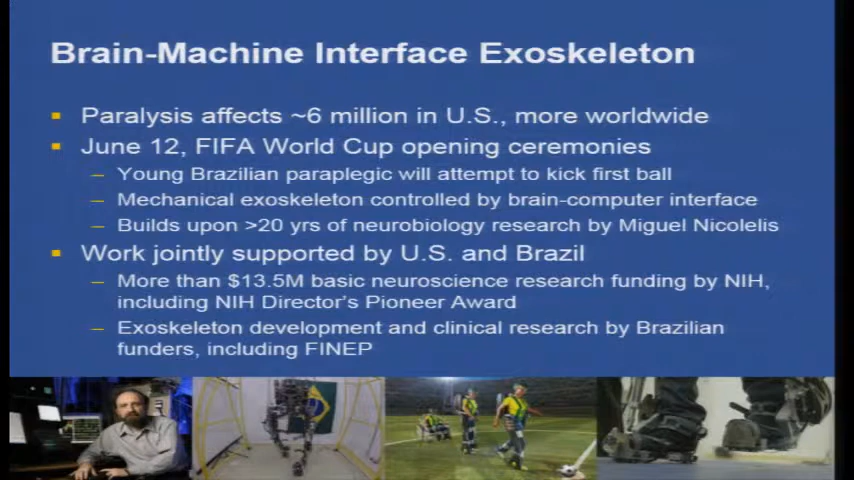 Brain-Machine Interface Exoskeleton
Paralysis affects ~6 million in U.S., more worldwide
June 12, FIFA World Cup opening ceremonies
– Young Brazilian paraplegic will attempt to kick first ball
– Mechanical exoskeleton controlled by brain-computer interface
– Builds upon >20 yrs of neurobiology research by Miguel Nicolelis
Work jointly supported by U.S. and Brazil
– More than $13.5M basic neuroscience research funding by NIH,
including NIH Director's Pioneer Award
– Exoskeleton development and clinical research by Brazilian
funders, including FINEP